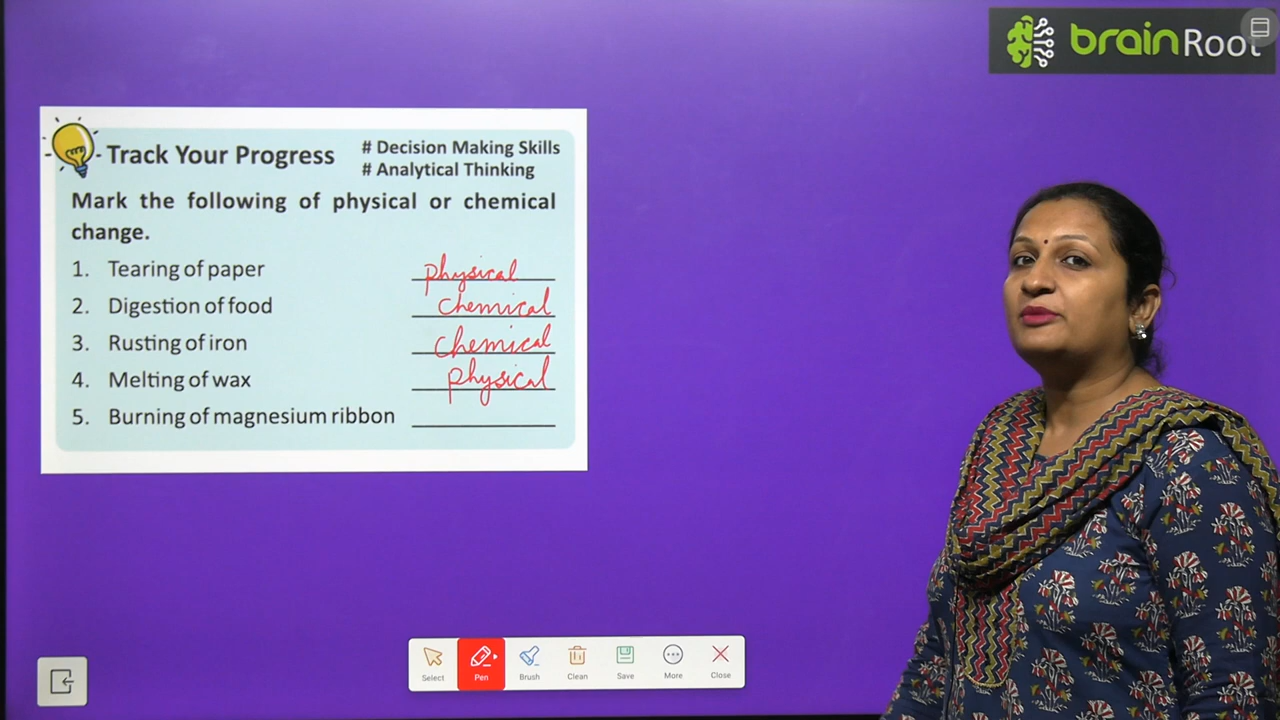 brainRoot
Track Your Progress
# Decision Making Skills
# Analytical Thinking
Mark the following of physical or chemical
change.
1. Tearing of paper physical
2. Digestion of food chemical
3. Rusting of iron chemical
4. Melting of wax physical
5. Burning of magnesium ribbon
Select Pen Brush Clean Save More Close